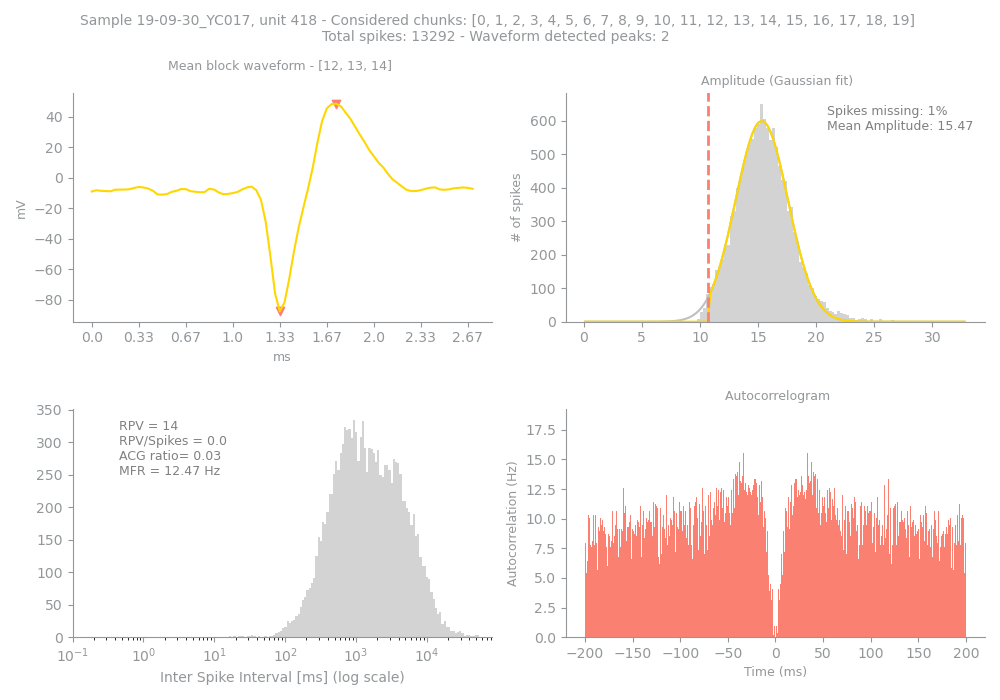 Sample 19-09-30_YC017, unit 418 - Considered chunks: [0, 1, 2, 3, 4, 5, 6, 7, 8, 9, 10, 11, 12, 13, 14, 15, 16, 17, 18, 19]
Total spikes: 13292 - Waveform detected peaks: 2
Mean block waveform - [12, 13, 14]
mV
40
20
0
−20
−40
−60
−80
0.0 0.33 0.67 1.0 1.33 1.67 2.0 2.33 2.67
ms
Amplitude (Gaussian fit)
Spikes missing: 1%
Mean Amplitude: 15.47
# of spikes
600
500
400
300
200
100
0
0 5 10 15 20 25 30
350
300
250
200
150
100
50
0
RPV = 14
RPV/Spikes = 0.0
ACG ratio= 0.03
MFR = 12.47 Hz
10⁻¹ 10⁰ 10¹ 10² 10³ 10⁴
Inter Spike Interval [ms] (log scale)
Autocorrelogram
Autocorrelation (Hz)
17.5
15.0
12.5
10.0
7.5
5.0
2.5
0.0
−200 −150 −100 −50 0 50 100 150 200
Time (ms)